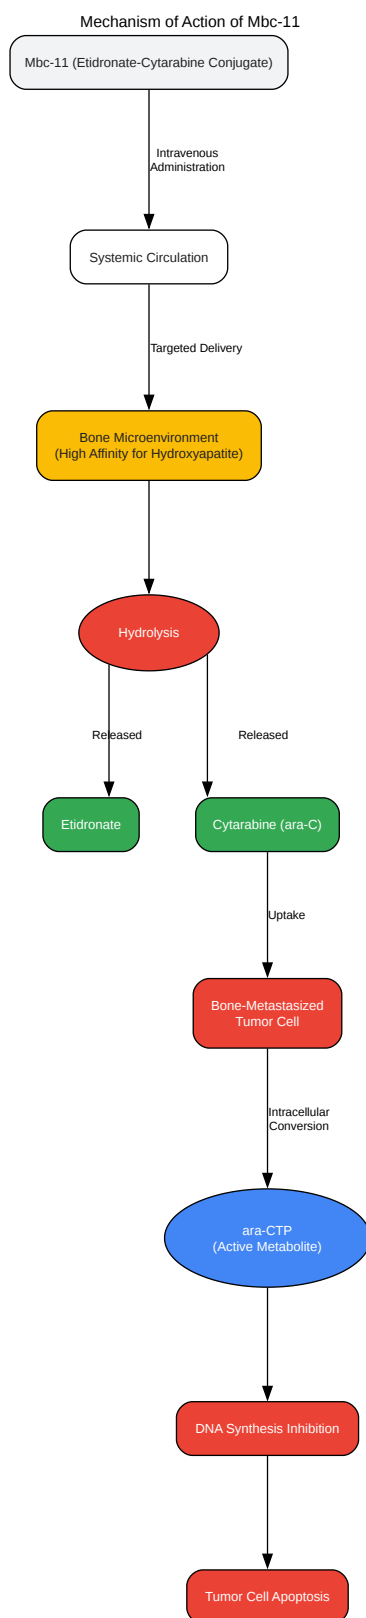 Mechanism of Action of Mbc-11
Mbc-11 (Etidronate-Cytarabine Conjugate)
Intravenous
Administration
Systemic Circulation
Targeted Delivery
Bone Microenvironment
(High Affinity for Hydroxyapatite)
Hydrolysis
Released
Released
Etidronate
Cytarabine (ara-C)
Uptake
Bone-Metastasized
Tumor Cell
Intracellular
Conversion
ara-CTP
(Active Metabolite)
DNA Synthesis Inhibition
Tumor Cell Apoptosis